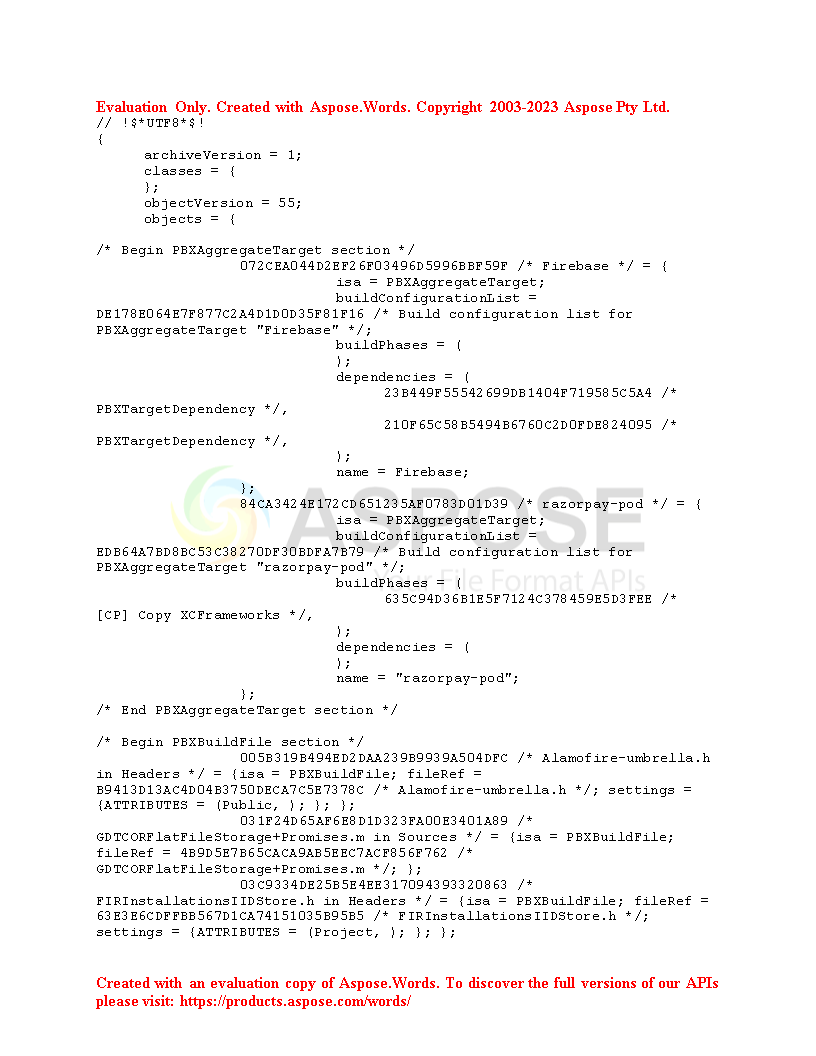 Evaluation Only. Created with Aspose.Words. Copyright 2003-2023 Aspose Pty Ltd.
// !$*UTF8*$!
{
archiveVersion = 1;
classes = {
};
objectVersion = 55;
objects = {
/* Begin PBXAggregateTarget section */
072CEA044D2EF26F03496D5996BBF59F /* Firebase */ = {
isa = PBXAggregateTarget;
buildConfigurationList =
DE178E064E7F877C2A4D1D0D35F81F16 /* Build configuration list for
PBXAggregateTarget "Firebase" */;
buildPhases = (
);
dependencies = (
23B449F55542699DB1404F719585C5A4 /*
PBXTargetDependency */,
210F65C58B5494B6760C2D0FDE824095 /*
PBXTargetDependency */,
);
name = Firebase;
};
84CA3424E172CD651235AF0783D01D39 /* razorpay-pod */ = {
isa = PBXAggregateTarget;
buildConfigurationList =
EDB64A7BD8BC53C38270DF30BDFA7B79 /* Build configuration list for
PBXAggregateTarget "razorpay-pod" */;
buildPhases = (
635C94D36B1E5F7124C378459E5D3FEE /*
[CP] Copy XCFrameworks */,
);
dependencies = (
);
name = "razorpay-pod";
};
/* End PBXAggregateTarget section */
/* Begin PBXBuildFile section */
005B319B494ED2DAA239B9939A504DFC /* Alamofire-umbrella.h
in Headers */ = {isa = PBXBuildFile; fileRef =
B9413D13AC4D04B3750DECA7C5E7378C /* Alamofire-umbrella.h */; settings =
{ATTRIBUTES = (Public, ); }; };
031F24D65AF6E8D1D323FA00E3401A89 /*
GDTCORFlatFileStorage+Promises.m in Sources */ = {isa = PBXBuildFile;
fileRef = 4B9D5E7B65CACA9AB5EEC7ACF856F762 /*
GDTCORFlatFileStorage+Promises.m */; };
03C9334DE25B5E4EE317094393320863 /*
FIRInstallationsIIDStore.h in Headers */ = {isa = PBXBuildFile; fileRef =
63E3E6CDFFBB567D1CA74151035B95B5 /* FIRInstallationsIIDStore.h */;
settings = {ATTRIBUTES = (Project, ); }; };
ASPOSE
Your File Format APIs
Created with an evaluation copy of Aspose.Words. To discover the full versions of our APIs
please visit: https://products.aspose.com/words/